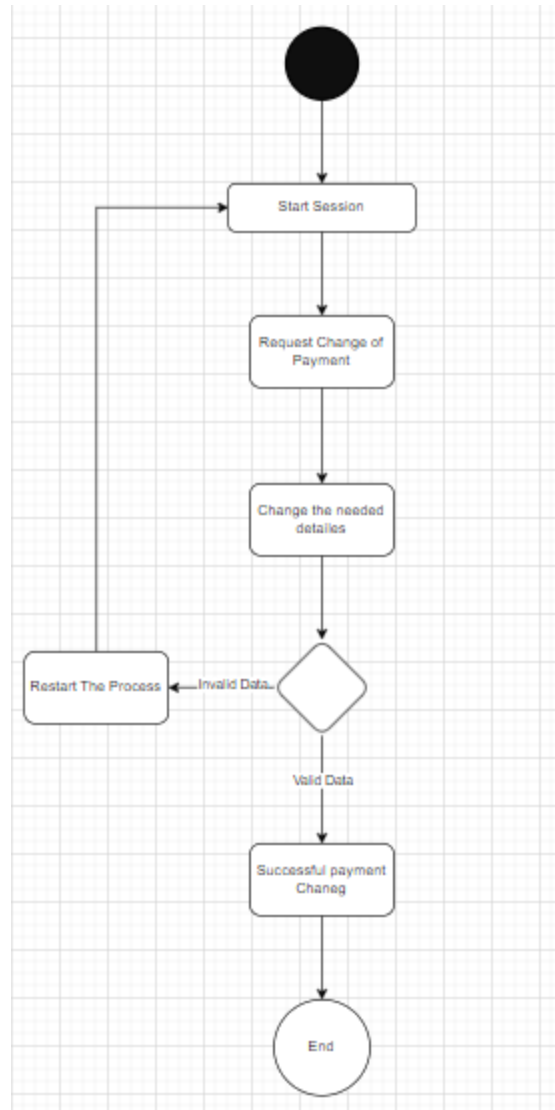 Start Session
Request Change of
Payment
Change the needed
detailes
Invalid Data
Restart The Process
Valid Data
Successful payment
Chaneg
End